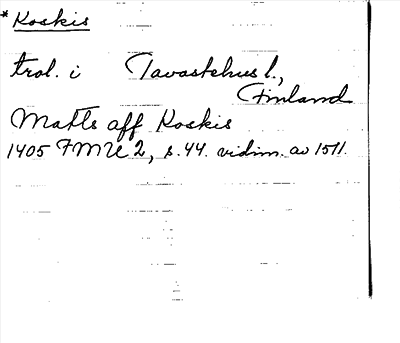 * Koskis
trol. i Tavastehus l.,
Finland
Matts aff Koskis
1405 FMU 2, s. 44. vidim. av 1511.